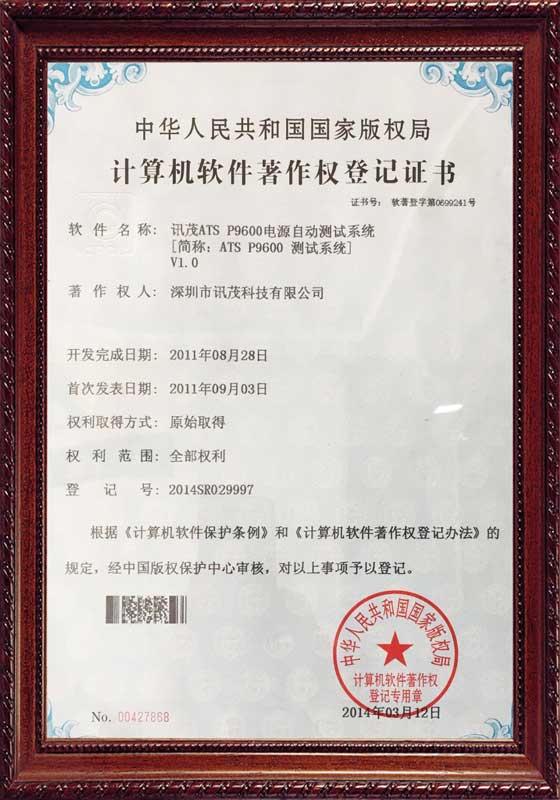 中华人民共和国国家版权局
计算机软件著作权登记证书
证书号: 软著登字第0699241号
软件名称: 讯茂ATS P9600电源自动测试系统
[简称: ATS P9600 测试系统]
V1.0
著作权人: 深圳市讯茂科技有限公司
开发完成日期: 2011年08月28日
首次发表日期: 2011年09月03日
权利取得方式: 原始取得
权利范围: 全部权利
登记号: 2014SR029997
根据《计算机软件保护条例》和《计算机软件著作权登记办法》的
规定，经中国版权保护中心审核，对以上事项予以登记。
中华人民共和国国家版权局
计算机软件著作权
登记专用章
No. 00427868
2014年03月12日